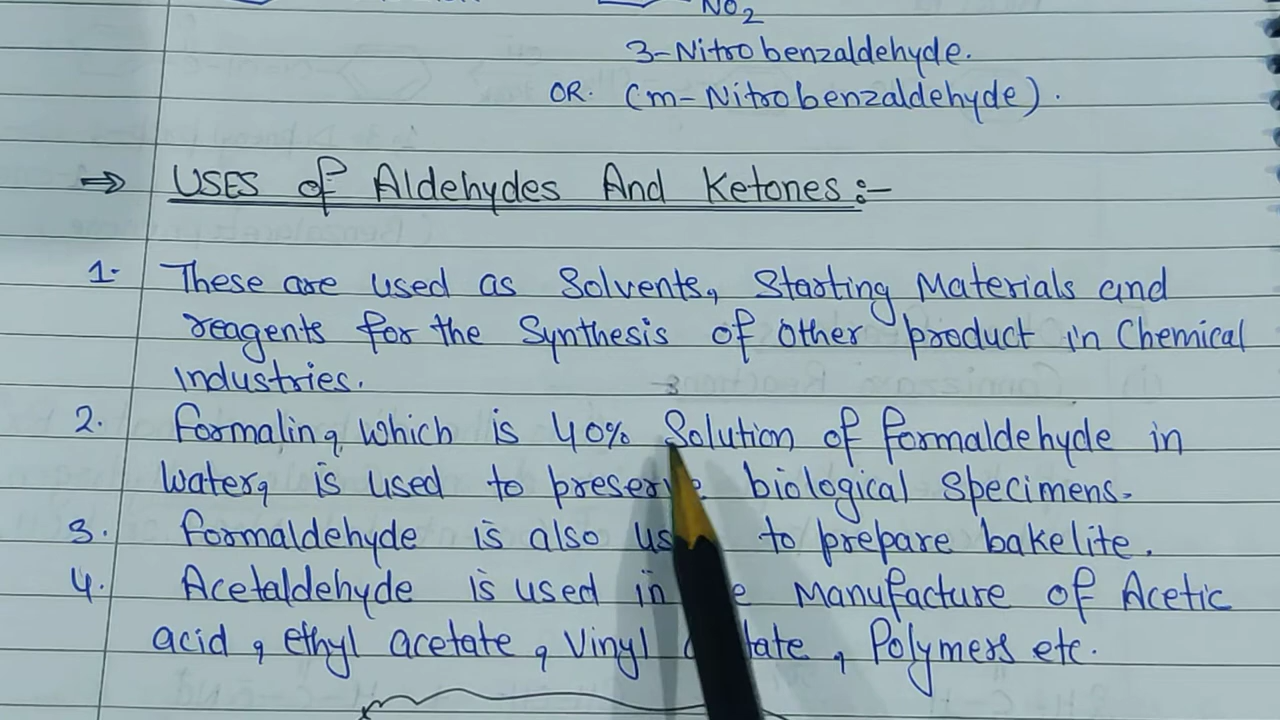 NO2
3-Nitrobenzaldehyde.
OR. (m-Nitrobenzaldehyde).
⇒ USES of Aldehydes And Ketones :-
1. These are used as Solvents, Starting Materials and
reagents for the Synthesis of other product in Chemical
Industries.
2. Formalin, which is 40% Solution of formaldehyde in
water, is used to preserve biological Specimens.
3. Formaldehyde is also us to prepare bakelite.
4. Acetaldehyde is used in e Manufacture of Acetic
acid, ethyl acetate, Vinyl tate, Polymers etc.